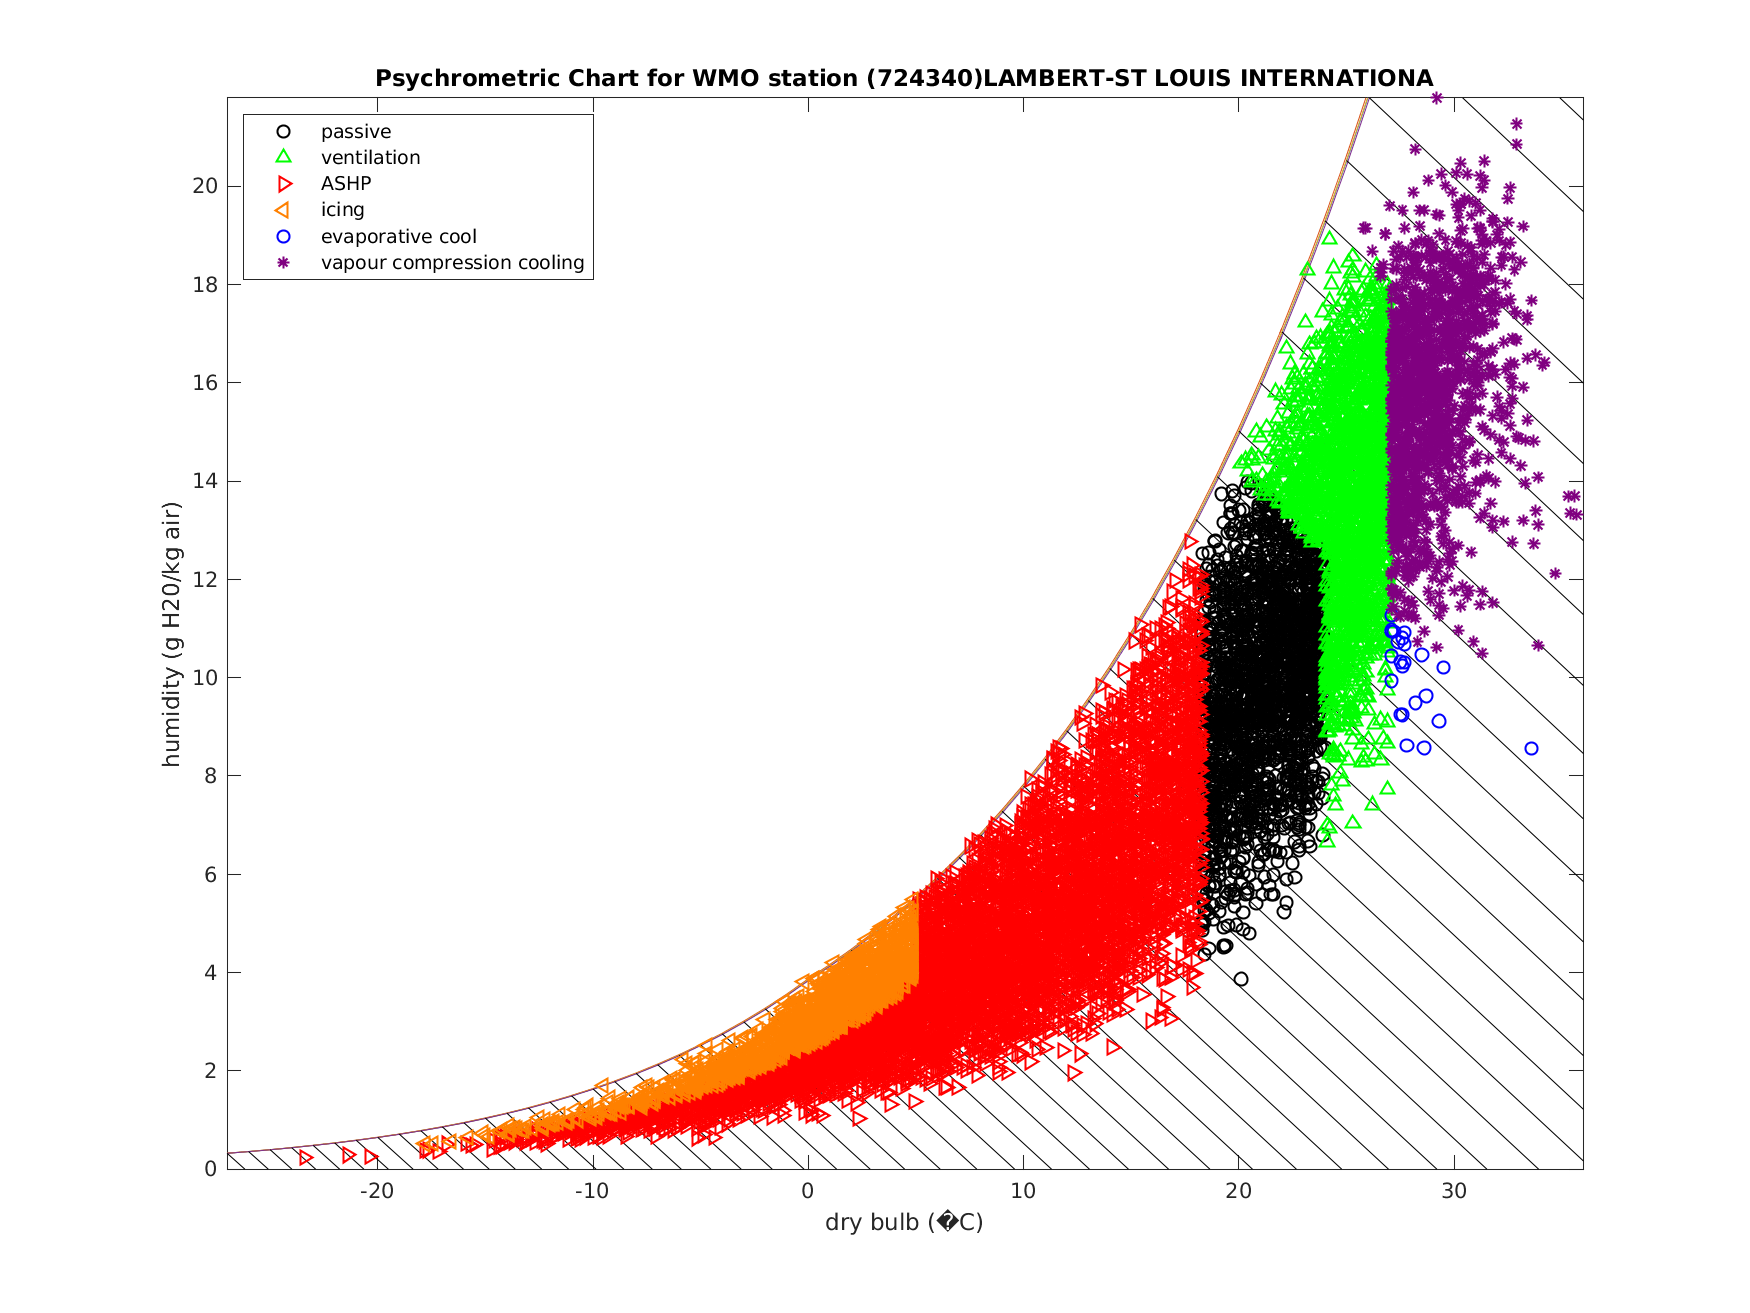 Psychrometric Chart for WMO station (724340)LAMBERT-ST LOUIS INTERNATIONA
passive
ventilation
ASHP
icing
evaporative cool
vapour compression cooling
20
18
16
14
12
10
8
6
4
2
0
humidity (g H20/kg air)
-20
-10
0
10
20
30
dry bulb (�C)